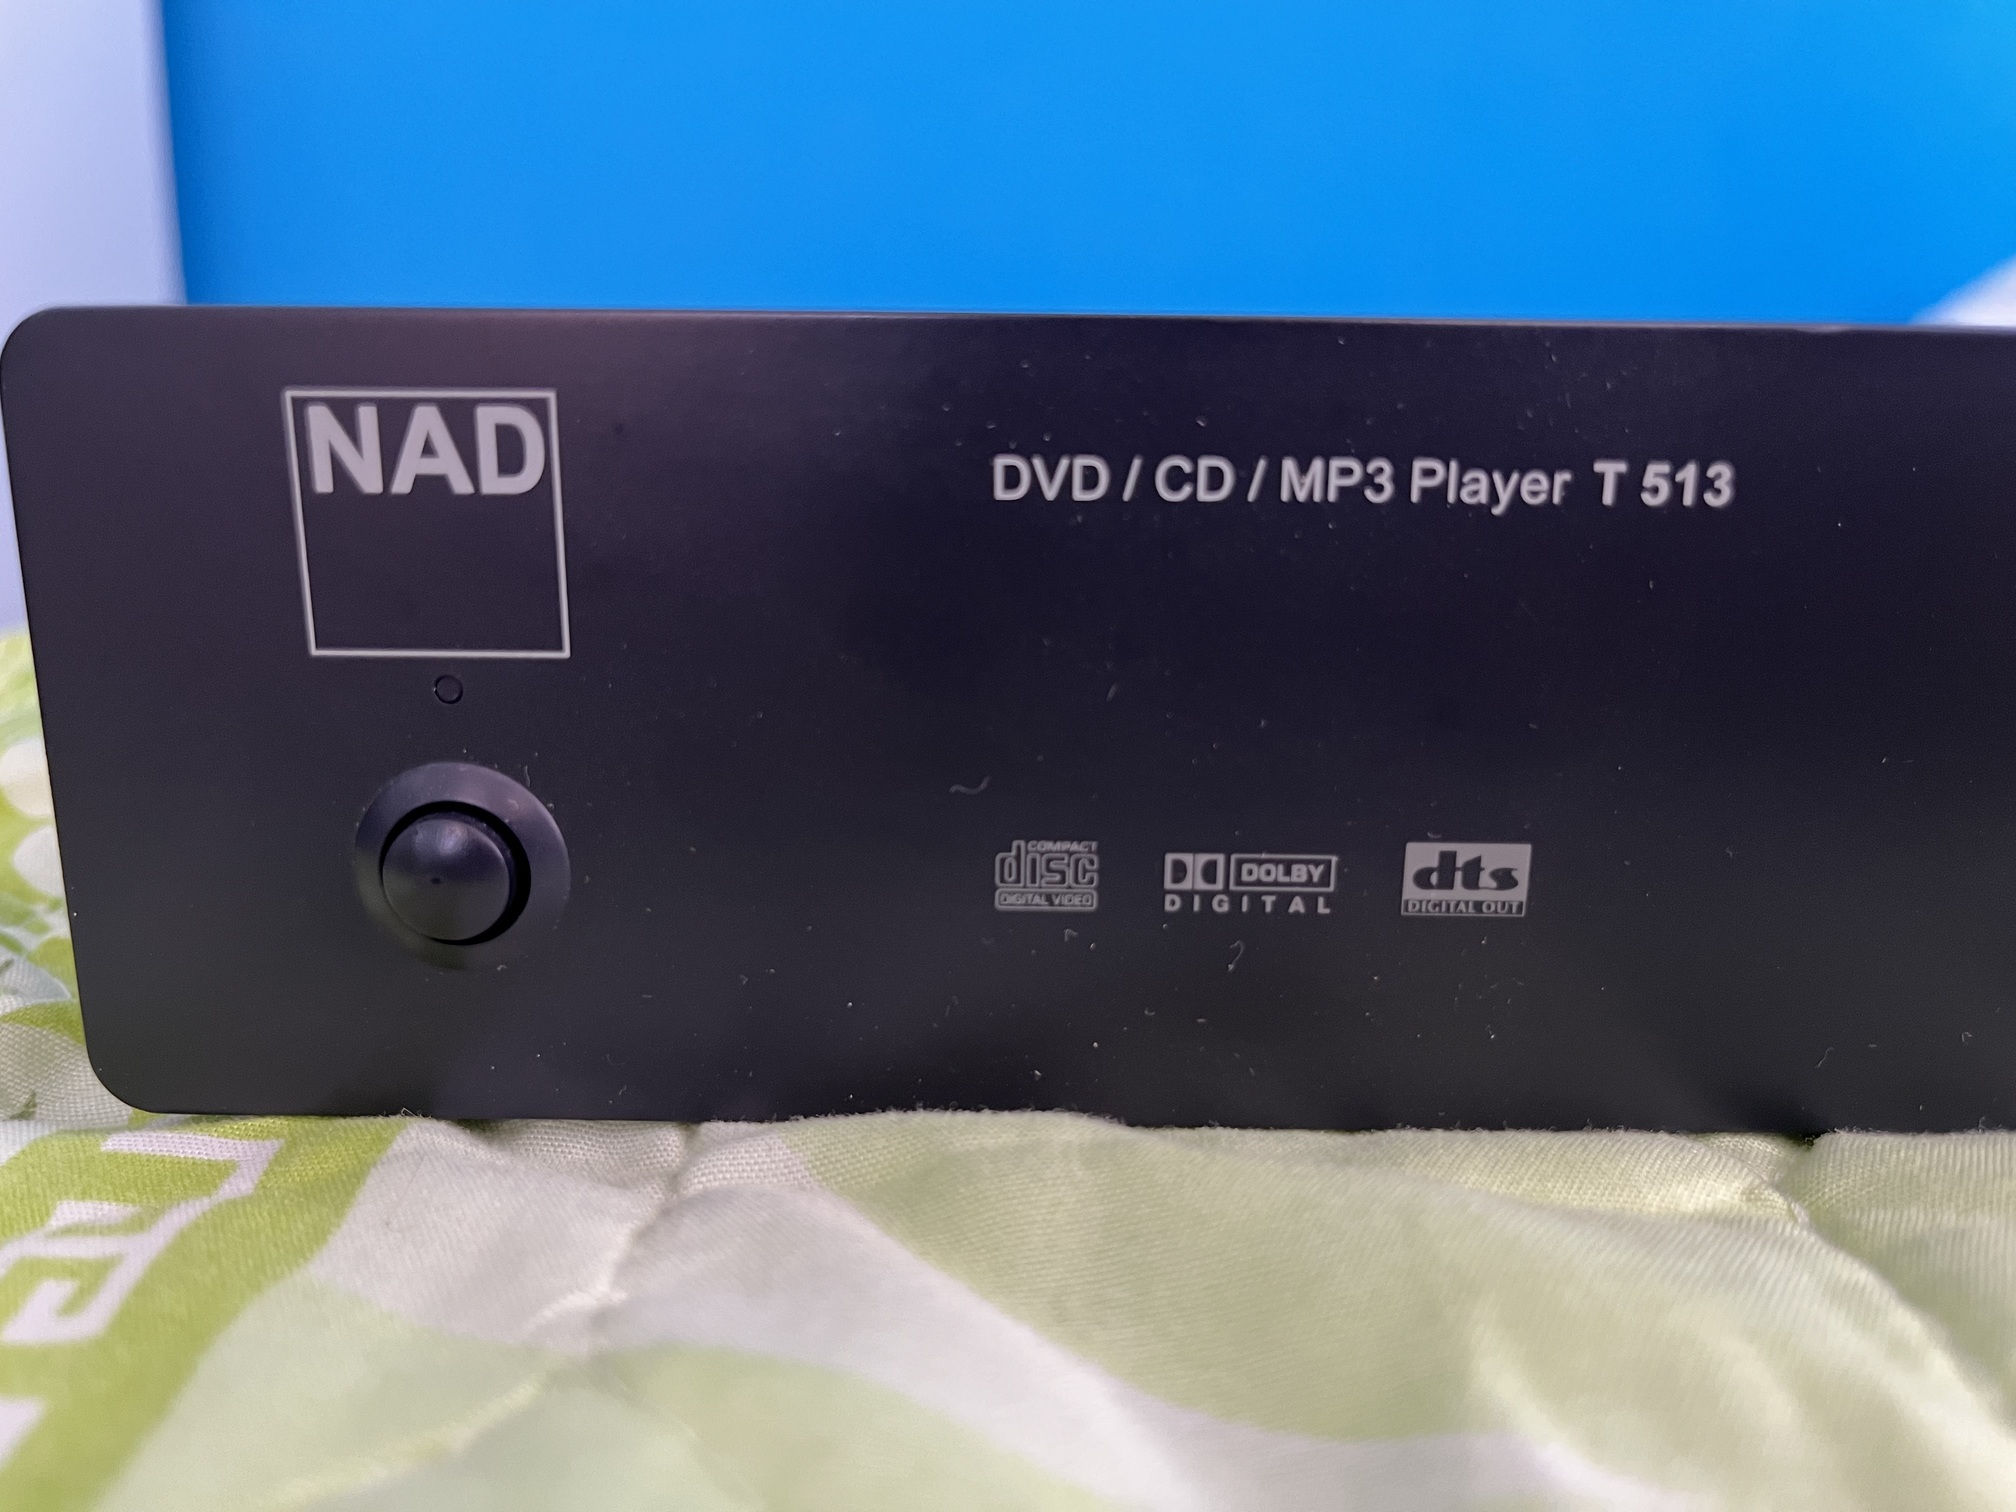 NAD
DVD / CD / MP3 Player T 513
COMPACT
disc
DIGITAL VIDEO
DOLBY
DIGITAL
dts
DIGITAL OUT